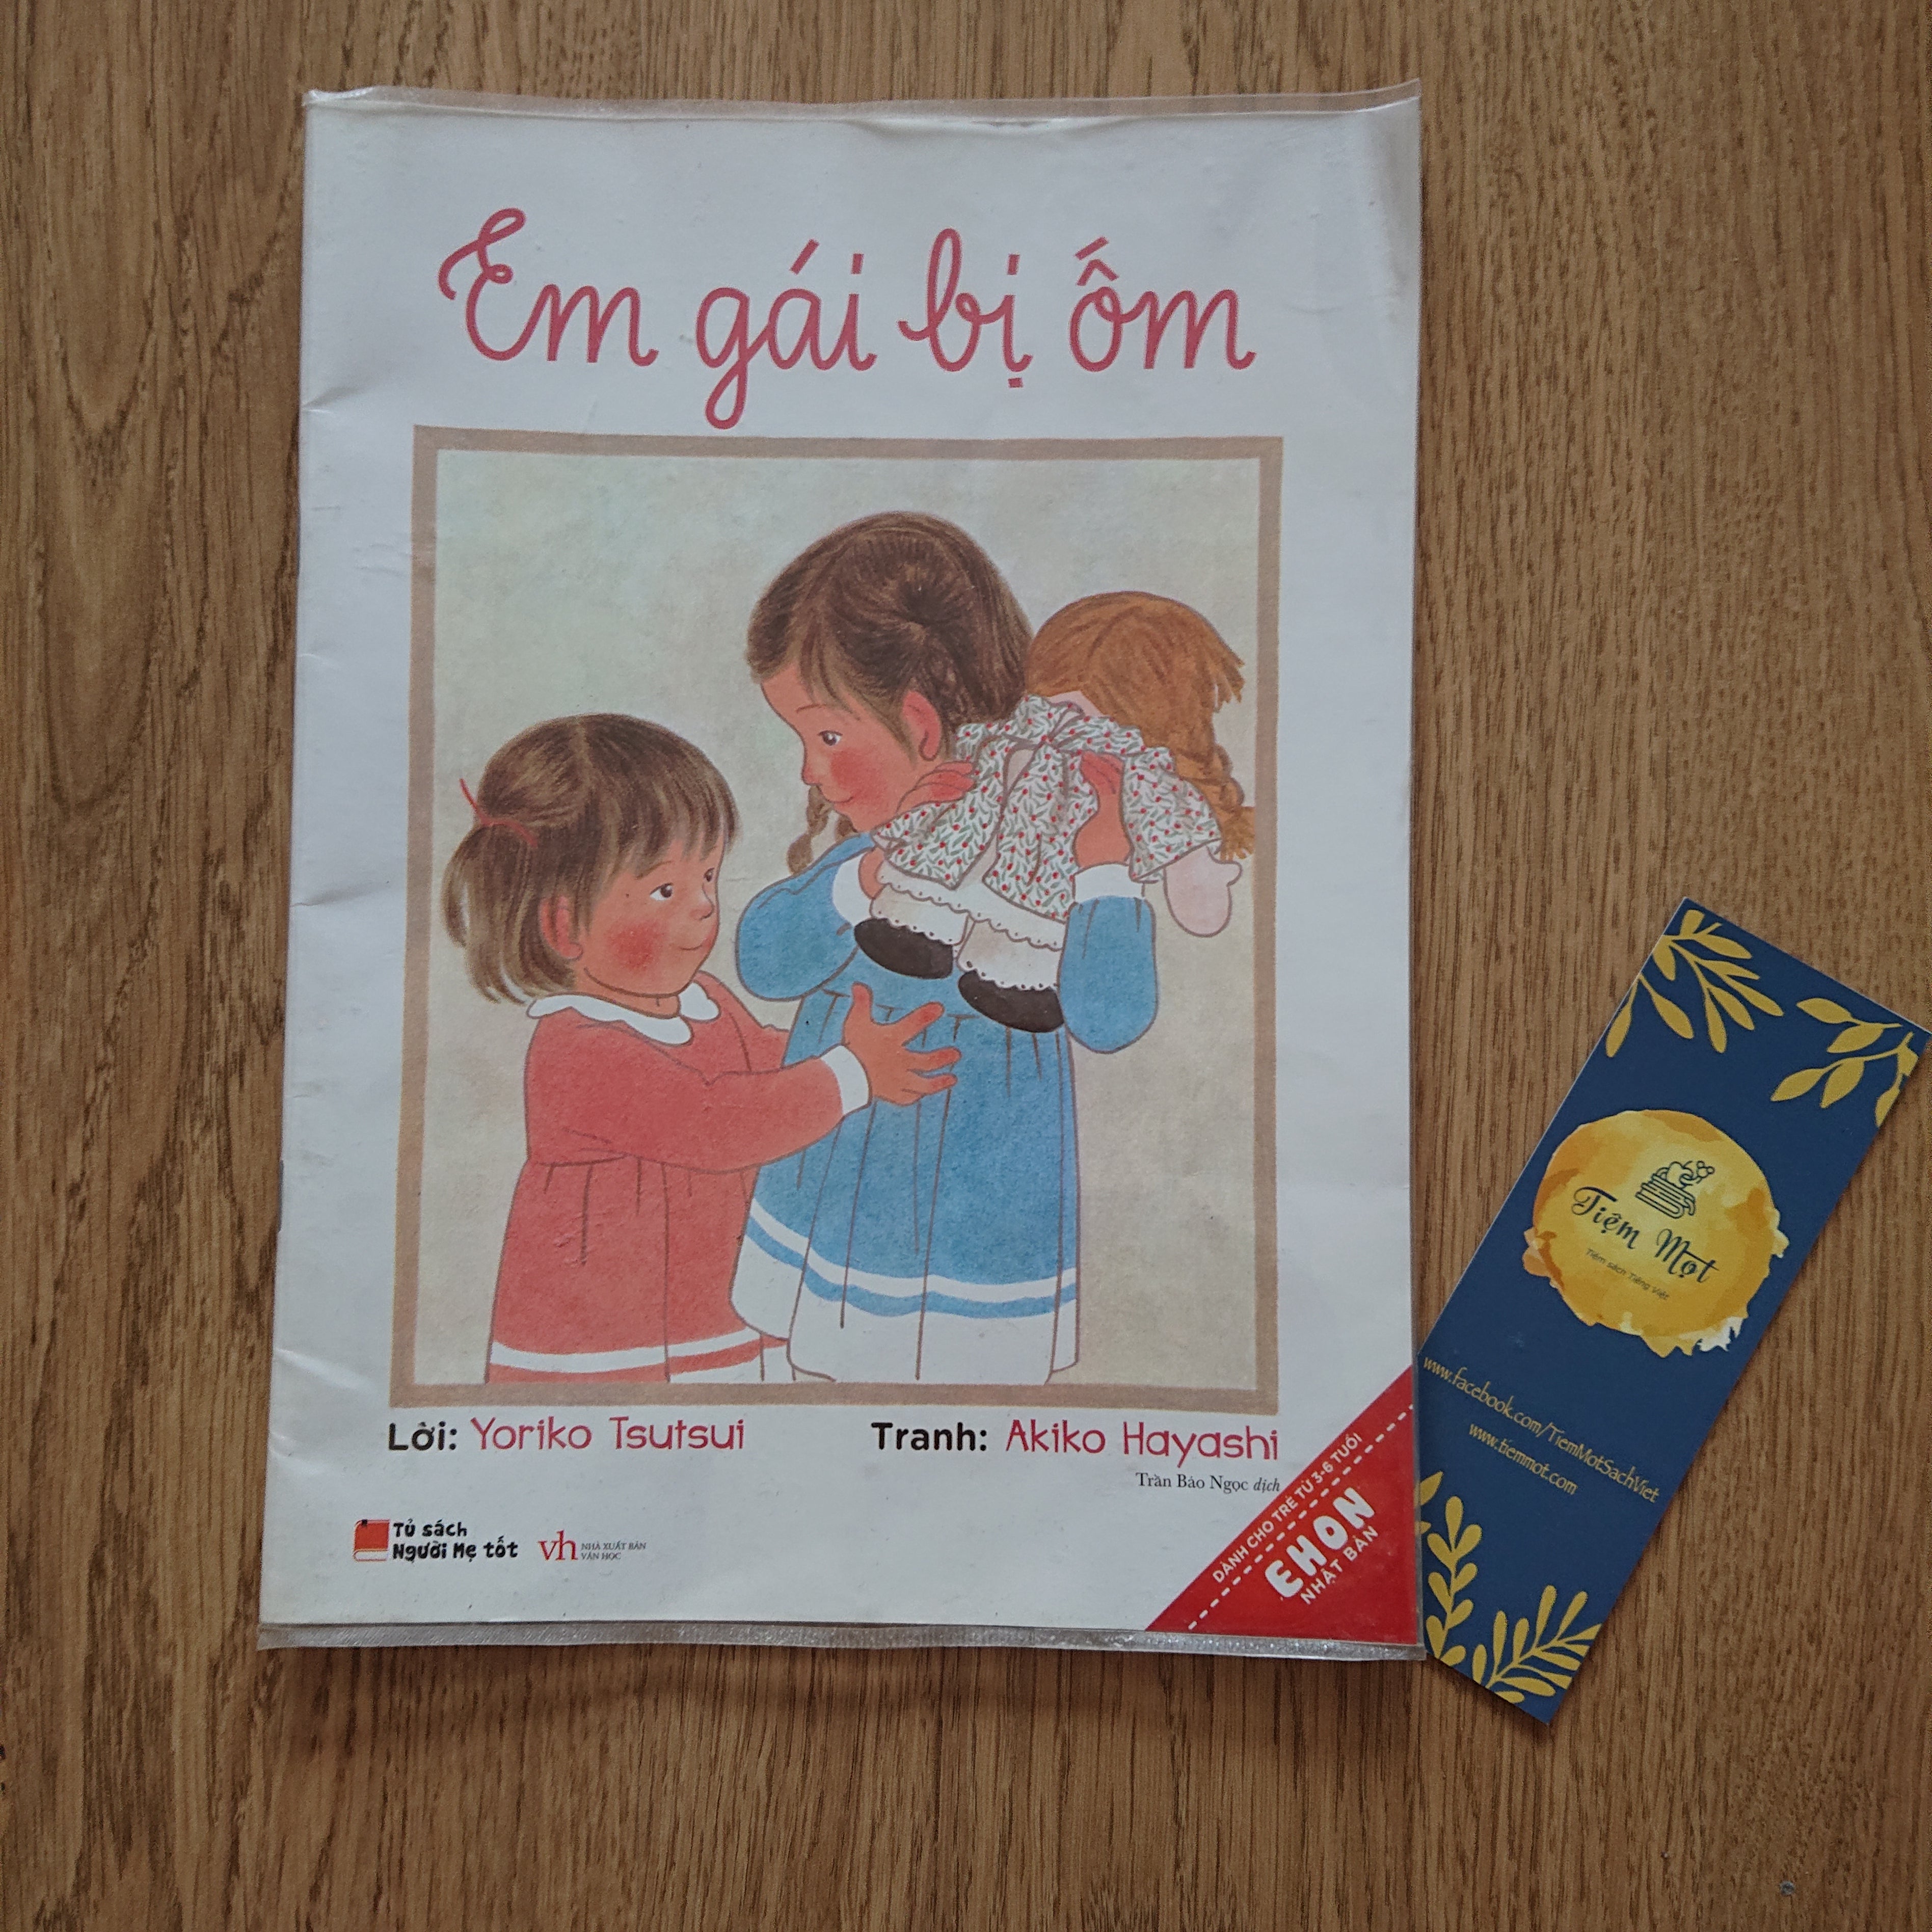 Em gái bị ốm
Lời: Yoriko Tsutsui
Tranh: Akiko Hayashi
Trần Bảo Ngọc dịch
Tủ sách
Người Mẹ tốt
vh
NHÀ XUẤT BẢN
VĂN HỌC
DÀNH CHO TRẺ TỪ 3-6 TUỔI
EHON
NHẬT BẢN
Tiệm Mọt
Tiệm sách Tiếng Việt
www.facebook.com/TiemMotSachViet
www.tiemmot.com